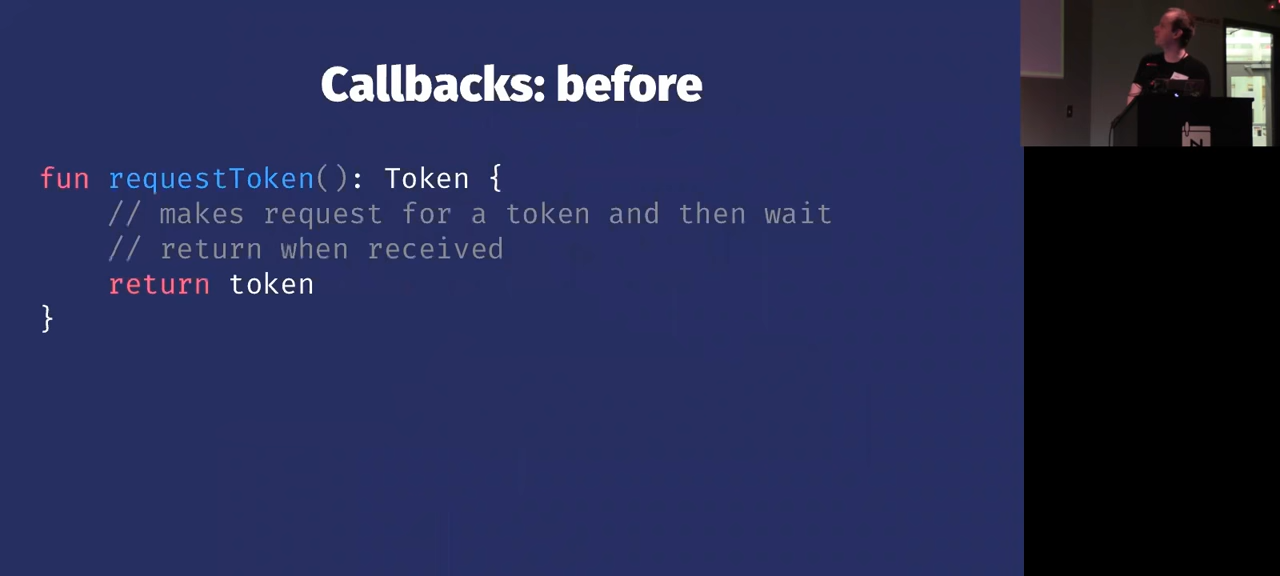 Callbacks: before
fun requestToken(): Token {
    // makes request for a token and then wait
    // return when received
    return token
}